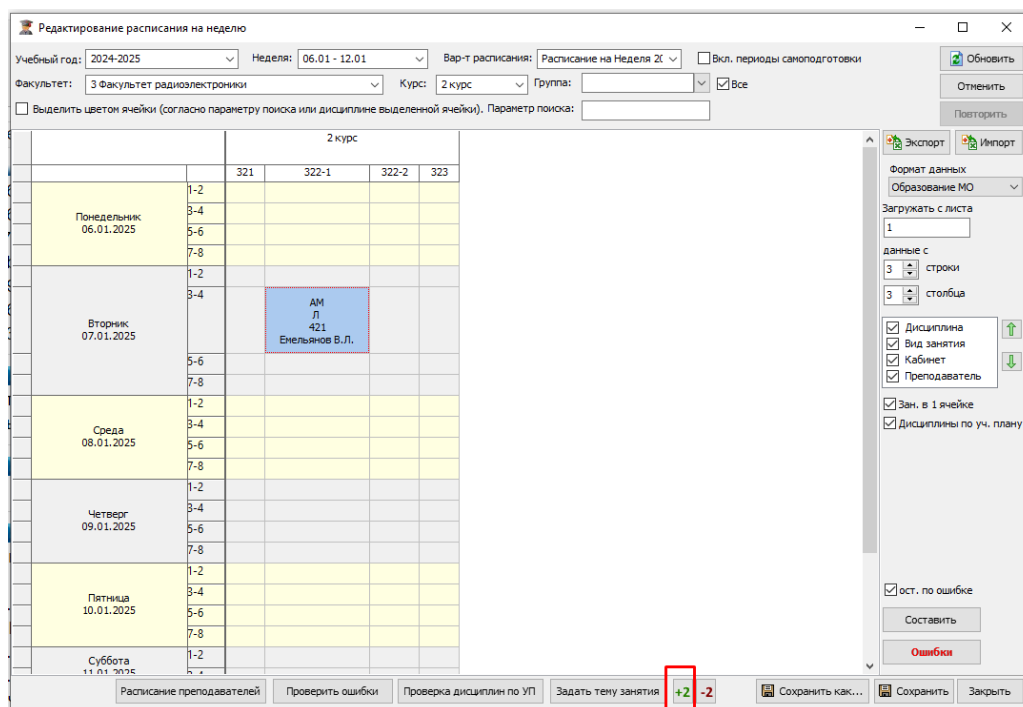 Редактирование расписания на неделю
Учебный год: 2024-2025 Неделя: 06.01 - 12.01 Вар-т расписания: Расписание на Неделя 2( Вкл. периоды самоподготовки Обновить
Факультет: 3 Факультет радиоэлектроники Курс: 2 курс Группа: Все Отменить
Выделить цветом ячейки (согласно параметру поиска или дисциплине выделенной ячейки). Параметр поиска: Повторить
2 курс
321 322-1 322-2 323
Понедельник
06.01.2025
1-2
3-4
5-6
7-8
Вторник
07.01.2025
1-2
3-4
АМ
Л
421
Емельянов В.Л.
5-6
7-8
Среда
08.01.2025
1-2
3-4
5-6
7-8
Четверг
09.01.2025
1-2
3-4
5-6
7-8
Пятница
10.01.2025
1-2
3-4
5-6
7-8
Суббота
11.01.2025
1-2
Экспорт Импорт
Формат данных
Образование МО
Загружать с листа
1
данные с
3 строки
3 столбца
Дисциплина
Вид занятия
Кабинет
Преподаватель
Зан. в 1 ячейке
Дисциплины по уч. плану
ост. по ошибке
Составить
Ошибки
Расписание преподавателей Проверить ошибки Проверка дисциплин по УП Задать тему занятия +2 -2 Сохранить как... Сохранить Закрыть